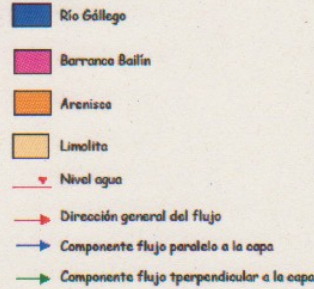 Río Gállego
Barranco Bailín
Arenisca
Limolita
Nivel agua
Dirección general del flujo
Componente flujo paralelo a la capa
Componente flujo tperpendicular a la capa